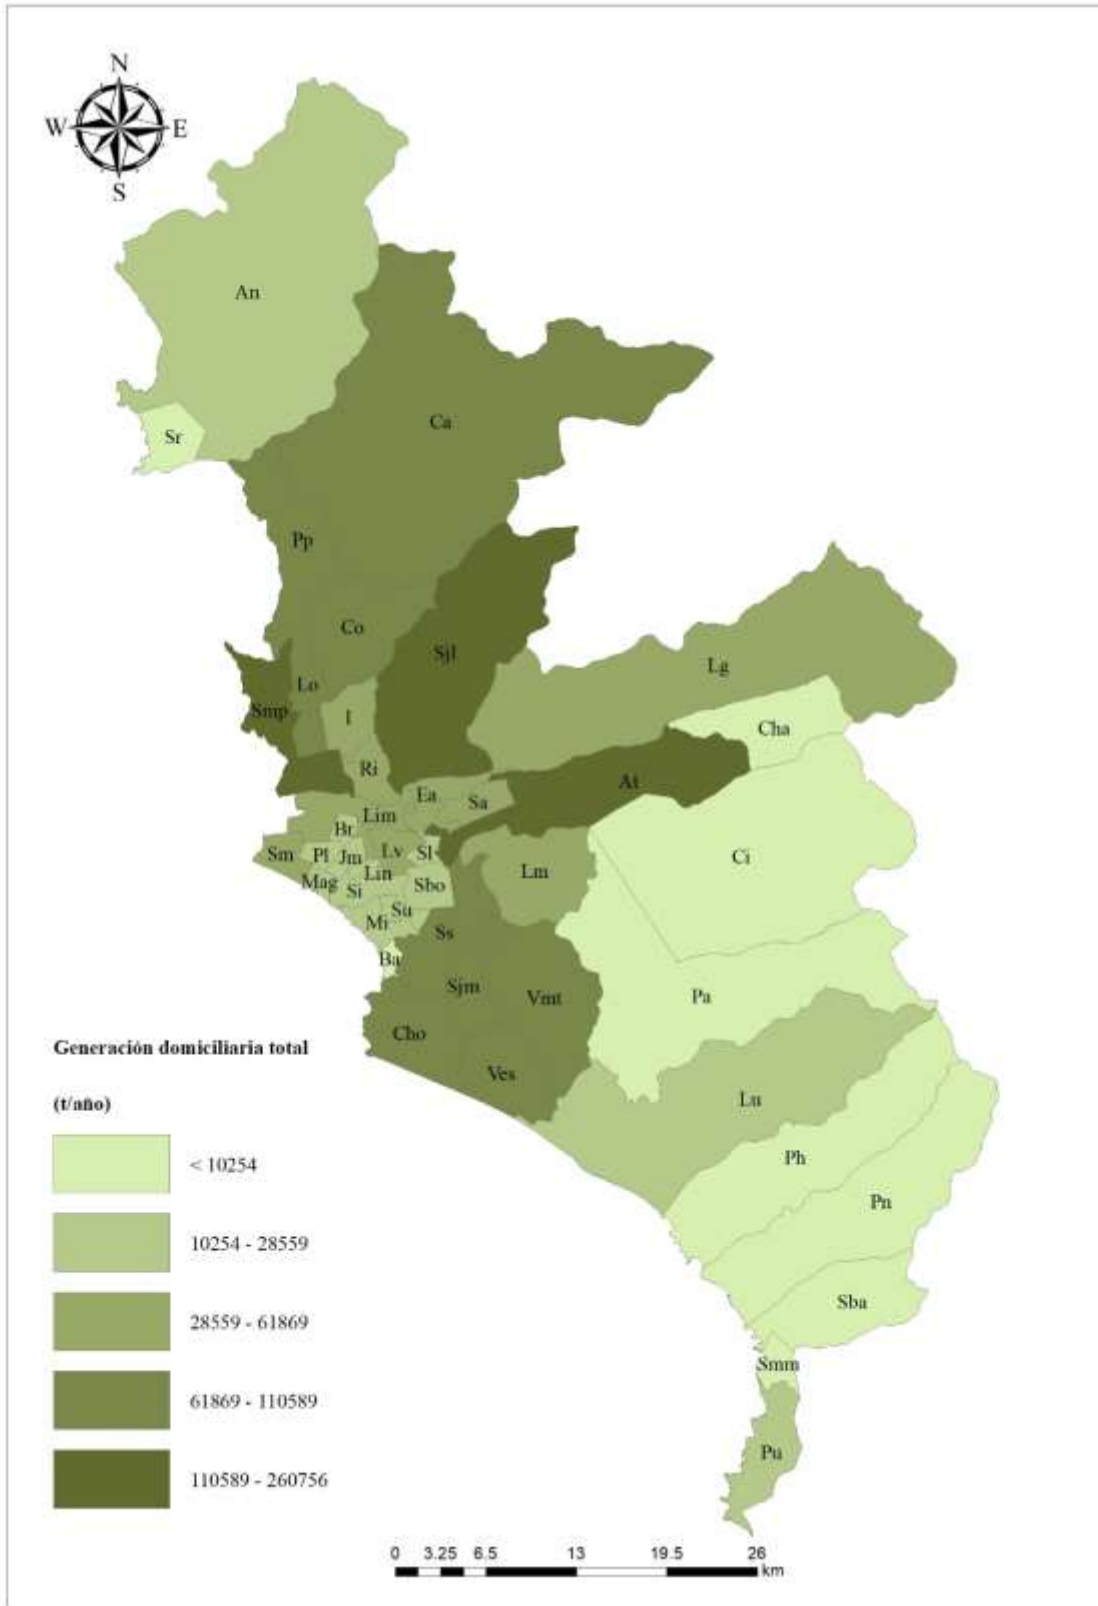 N
W E
S
An
Ca
Sr
Pp
Co
Sjl
Lg
Lo
Smp
I
Cha
Ri
At
Ea
Sa
Lim
Br
Sm
Pl
Jm
Lv
Sl
Ci
Lin
Lm
Mag
Si
Sbo
Su
Mi
Ss
Ba
Sjm
Vmt
Pa
Cho
Ves
Lu
Ph
Pn
Sba
Smm
Pu
Generación domiciliaria total
(t/año)
< 10254
10254 - 28559
28559 - 61869
61869 - 110589
110589 - 260756
0 3.25 6.5 13 19.5 26
km